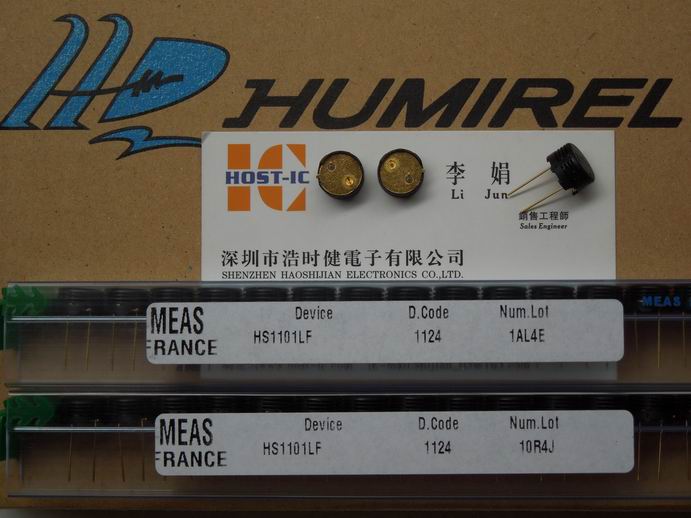 HUMIREL
IC
HOST-IC
李 娟
Li Jun
銷售工程師
Sales Engineer
深圳市浩时健電子有限公司
SHENZHEN HAOSHIJIAN ELECTRONICS CO.,LTD.
MEAS
MEAS FRANCE
Device D.Code Num.Lot
HS1101LF 1124 1AL4E
MEAS FRANCE
Device D.Code Num.Lot
HS1101LF 1124 10R4J